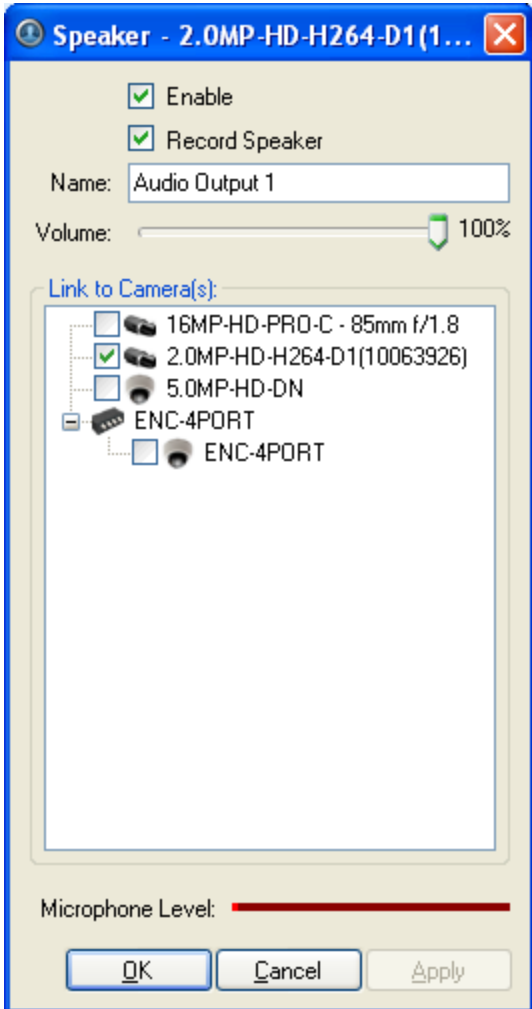 Speaker - 2.0MP-HD-H264-D1(1...
Enable
Record Speaker
Name: Audio Output 1
Volume: 100%
Link to Camera(s):
16MP-HD-PRO-C - 85mm f/1.8
2.0MP-HD-H264-D1(10063926)
5.0MP-HD-DN
ENC-4PORT
ENC-4PORT
Microphone Level:
OK Cancel Apply